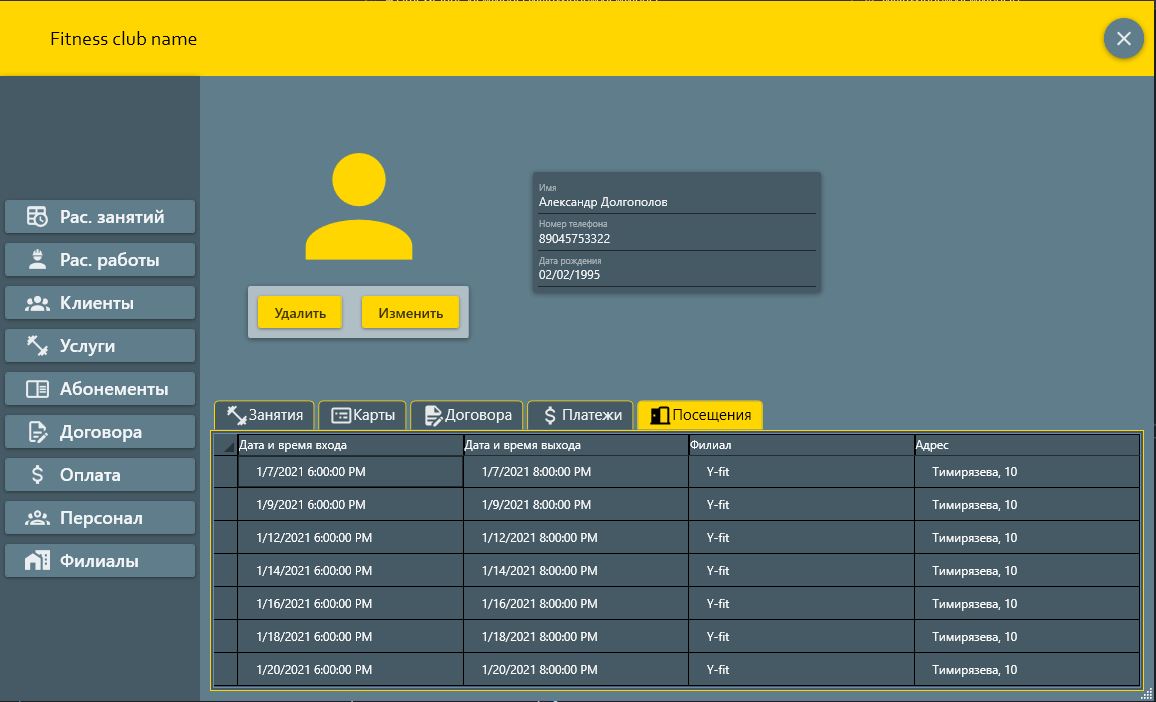 Fitness club name
Рас. занятий
Рас. работы
Клиенты
Услуги
Абонементы
Договора
Оплата
Персонал
Филиалы
Имя
Александр Долгополов
Номер телефона
89045753322
Дата рождения
02/02/1995
Удалить Изменить
Занятия Карты Договора Платежи Посещения
Дата и время входа Дата и время выхода Филиал Адрес
1/7/2021 6:00:00 PM 1/7/2021 8:00:00 PM Y-fit Тимирязева, 10
1/9/2021 6:00:00 PM 1/9/2021 8:00:00 PM Y-fit Тимирязева, 10
1/12/2021 6:00:00 PM 1/12/2021 8:00:00 PM Y-fit Тимирязева, 10
1/14/2021 6:00:00 PM 1/14/2021 8:00:00 PM Y-fit Тимирязева, 10
1/16/2021 6:00:00 PM 1/16/2021 8:00:00 PM Y-fit Тимирязева, 10
1/18/2021 6:00:00 PM 1/18/2021 8:00:00 PM Y-fit Тимирязева, 10
1/20/2021 6:00:00 PM 1/20/2021 8:00:00 PM Y-fit Тимирязева, 10